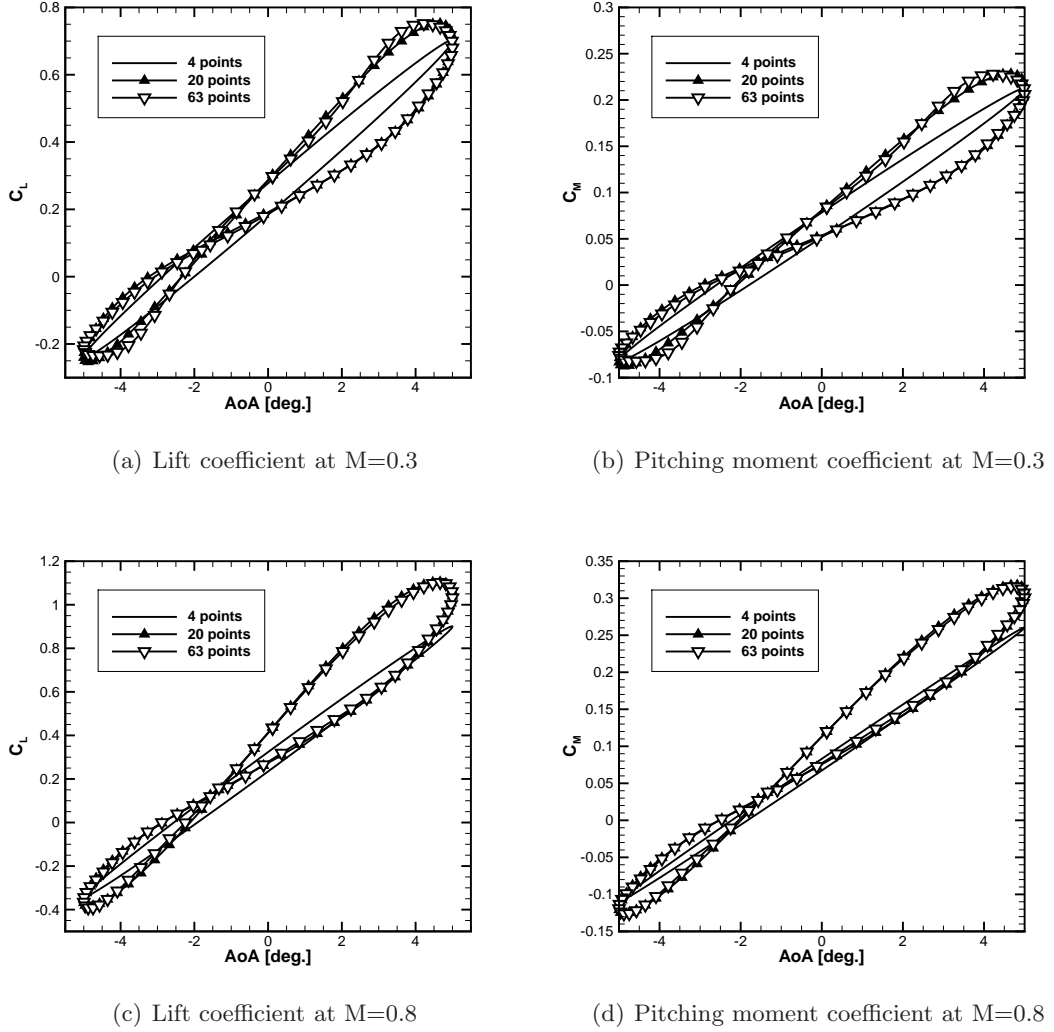 0.8
0.6
0.4
0.2
0
-0.2
-4
-2
0
2
4
C_L
AoA [deg.]
4 points
20 points
63 points
(a) Lift coefficient at M=0.3
0.3
0.25
0.2
0.15
0.1
0.05
0
-0.05
-0.1
-4
-2
0
2
4
C_M
AoA [deg.]
4 points
20 points
63 points
(b) Pitching moment coefficient at M=0.3
1.2
1
0.8
0.6
0.4
0.2
0
-0.2
-0.4
-4
-2
0
2
4
C_L
AoA [deg.]
4 points
20 points
63 points
(c) Lift coefficient at M=0.8
0.35
0.3
0.25
0.2
0.15
0.1
0.05
0
-0.05
-0.1
-0.15
-4
-2
0
2
4
C_M
AoA [deg.]
4 points
20 points
63 points
(d) Pitching moment coefficient at M=0.8